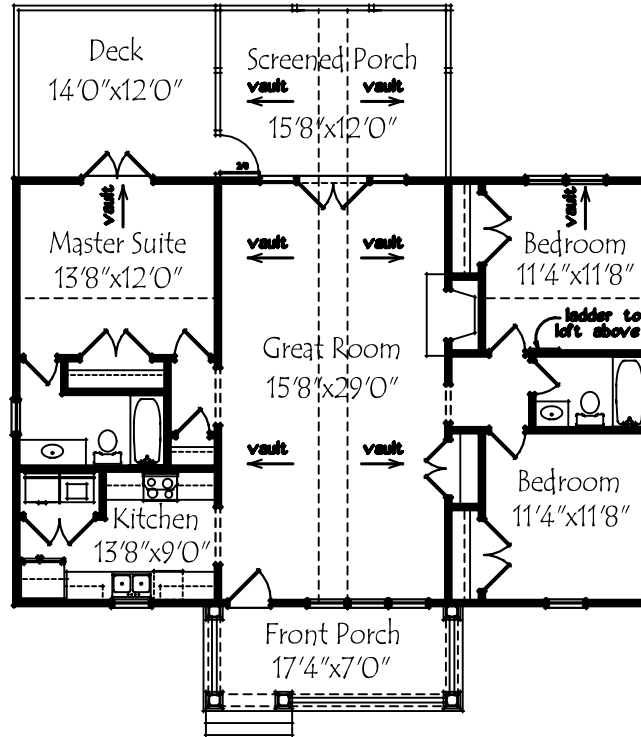 Deck
14'0"x12'0"
Screened Porch
vault
vault
15'8"x12'0"
2/8
vault
Master Suite
13'8"x12'0"
vault
vault
vault
Bedroom
11'4"x11'8"
ladder to
loft above
Great Room
15'8"x29'0"
vault
vault
Bedroom
11'4"x11'8"
Kitchen
13'8"x9'0"
Front Porch
17'4"x7'0"